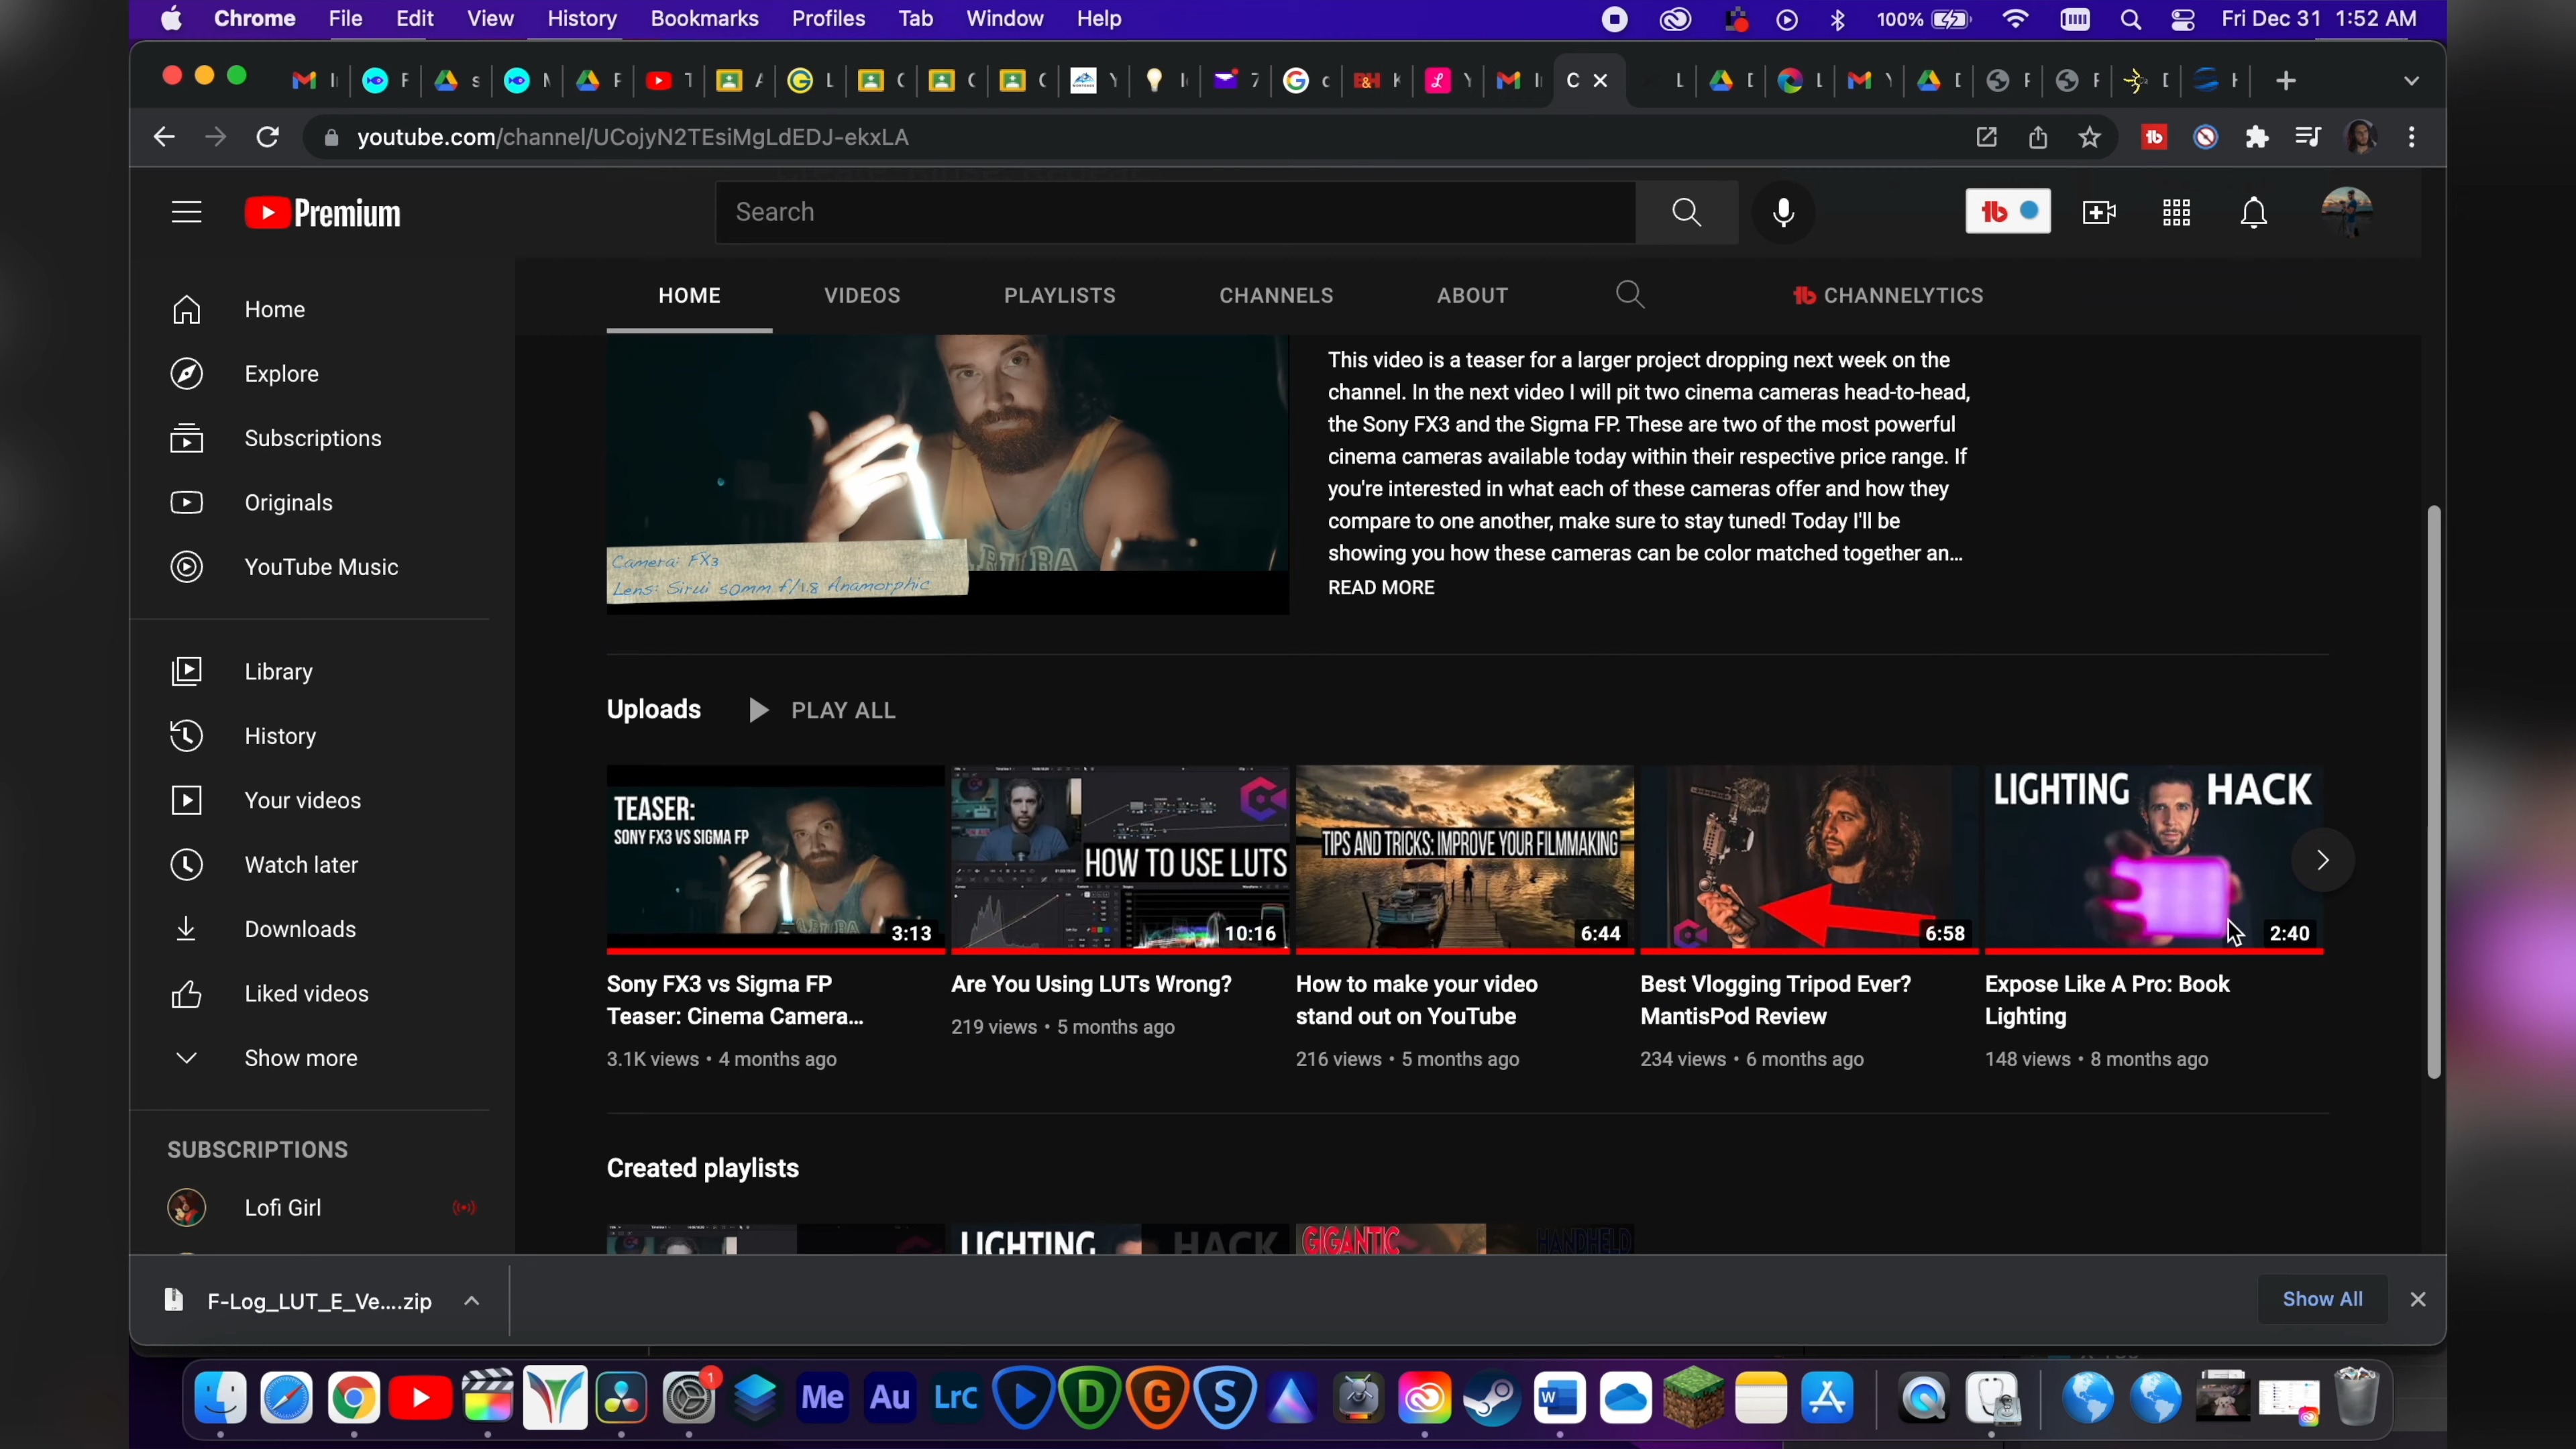 Chrome File Edit View History Bookmarks Profiles Tab Window Help 100% Fri Dec 31 1:52 AM
youtube.com/channel/UCojyN2TEsiMgLdEDJ-ekxLA
Premium
Search
HOME VIDEOS PLAYLISTS CHANNELS ABOUT CHANNELYTICS
Home
Explore
Subscriptions
Originals
YouTube Music
Library
History
Your videos
Watch later
Downloads
Liked videos
Show more
SUBSCRIPTIONS
Lofi Girl
Camera: FX3
Lens: Sirui 50mm f/1.8 Anamorphic
This video is a teaser for a larger project dropping next week on the
channel. In the next video I will pit two cinema cameras head-to-head,
the Sony FX3 and the Sigma FP. These are two of the most powerful
cinema cameras available today within their respective price range. If
you're interested in what each of these cameras offer and how they
compare to one another, make sure to stay tuned! Today I'll be
showing you how these cameras can be color matched together an...
READ MORE
Uploads PLAY ALL
TEASER:
SONY FX3 VS SIGMA FP
3:13
Sony FX3 vs Sigma FP
Teaser: Cinema Camera...
3.1K views • 4 months ago
HOW TO USE LUTS
10:16
Are You Using LUTs Wrong?
219 views • 5 months ago
TIPS AND TRICKS: IMPROVE YOUR FILMMAKING
6:44
How to make your video
stand out on YouTube
216 views • 5 months ago
6:58
Best Vlogging Tripod Ever?
MantisPod Review
234 views • 6 months ago
LIGHTING HACK
2:40
Expose Like A Pro: Book
Lighting
148 views • 8 months ago
Created playlists
LIGHTING HACK
GIGANTIC HANDHELD
F-Log_LUT_E_Ve....zip
Show All
1
Me Au LrC D G S W